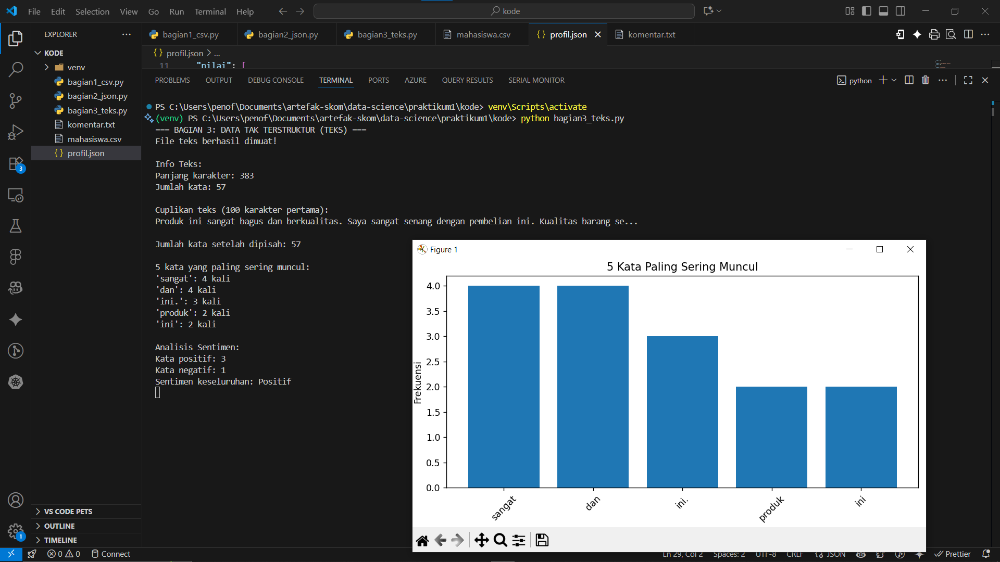 File Edit Selection View Go Run Terminal Help
kode
EXPLORER
KODE
venv
bagian1_csv.py
bagian2_json.py
bagian3_teks.py
komentar.txt
mahasiswa.csv
profil.json
VS CODE PETS
OUTLINE
TIMELINE
3
1
bagian1_csv.py bagian2_json.py bagian3_teks.py mahasiswa.csv {} profil.json komentar.txt
{} profil.json > ...
11 "nilai": [
PROBLEMS OUTPUT DEBUG CONSOLE TERMINAL PORTS AZURE QUERY RESULTS SERIAL MONITOR
python
PS C:\Users\penof\Documents\artefak-skom\data-science\praktikum1\kode> venv\Scripts\activate
(venv) PS C:\Users\penof\Documents\artefak-skom\data-science\praktikum1\kode> python bagian3_teks.py
=== BAGIAN 3: DATA TAK TERSTRUKTUR (TEKS) ===
File teks berhasil dimuat!
Info Teks:
Panjang karakter: 383
Jumlah kata: 57
Cuplikan teks (100 karakter pertama):
Produk ini sangat bagus dan berkualitas. Saya sangat senang dengan pembelian ini. Kualitas barang se...
Jumlah kata setelah dipisah: 57
5 kata yang paling sering muncul:
'sangat': 4 kali
'dan': 4 kali
'ini.': 3 kali
'produk': 2 kali
'ini': 2 kali
Analisis Sentimen:
Kata positif: 3
Kata negatif: 1
Sentimen keseluruhan: Positif
Figure 1
5 Kata Paling Sering Muncul
Frekuensi
4.0
3.5
3.0
2.5
2.0
1.5
1.0
0.5
0.0
sangat dan ini. produk ini
0 0 Connect
Ln 29, Col 2 Spaces: 2 UTF-8 CRLF {} JSON Prettier